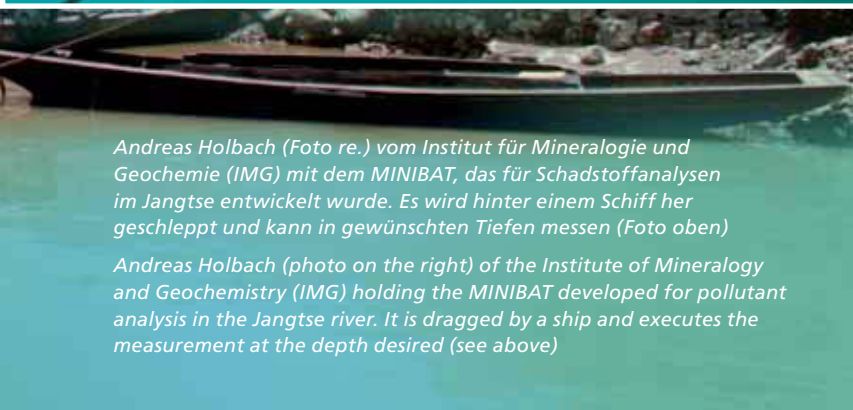 Andreas Holbach (Foto re.) vom Institut für Mineralogie und
Geochemie (IMG) mit dem MINIBAT, das für Schadstoffanalysen
im Jangtse entwickelt wurde. Es wird hinter einem Schiff her
geschleppt und kann in gewünschten Tiefen messen (Foto oben)
Andreas Holbach (photo on the right) of the Institute of Mineralogy
and Geochemistry (IMG) holding the MINIBAT developed for pollutant
analysis in the Jangtse river. It is dragged by a ship and executes the
measurement at the depth desired (see above)